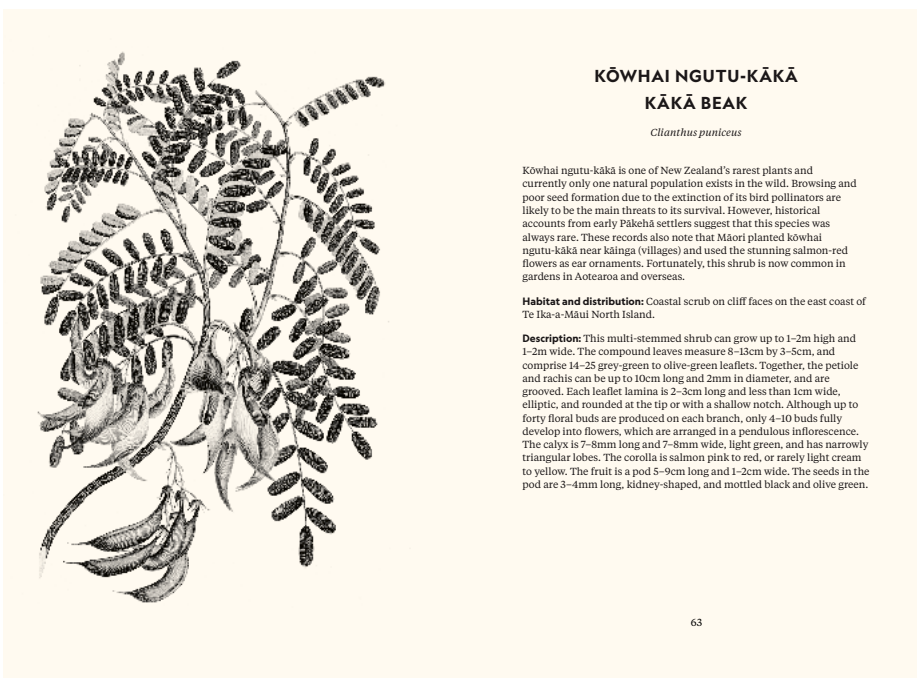 KŌWHAI NGUTU-KĀKĀ
KĀKĀ BEAK
Clianthus puniceus
Kōwhai ngutu-kākā is one of New Zealand's rarest plants and
currently only one natural population exists in the wild. Browsing and
poor seed formation due to the extinction of its bird pollinators are
likely to be the main threats to its survival. However, historical
accounts from early Pākehā settlers suggest that this species was
always rare. These records also note that Māori planted kōwhai
ngutu-kākā near kāinga (villages) and used the stunning salmon-red
flowers as ear ornaments. Fortunately, this shrub is now common in
gardens in Aotearoa and overseas.
Habitat and distribution: Coastal scrub on cliff faces on the east coast of
Te Ika-a-Māui North Island.
Description: This multi-stemmed shrub can grow up to 1–2m high and
1–2m wide. The compound leaves measure 8–13cm by 3–5cm, and
comprise 14–25 grey-green to olive-green leaflets. Together, the petiole
and rachis can be up to 10cm long and 2mm in diameter, and are
grooved. Each leaflet lamina is 2–3cm long and less than 1cm wide,
elliptic, and rounded at the tip or with a shallow notch. Although up to
forty floral buds are produced on each branch, only 4–10 buds fully
develop into flowers, which are arranged in a pendulous inflorescence.
The calyx is 7–8mm long and 7–8mm wide, light green, and has narrowly
triangular lobes. The corolla is salmon pink to red, or rarely light cream
to yellow. The fruit is a pod 5–9cm long and 1–2cm wide. The seeds in the
pod are 3–4mm long, kidney-shaped, and mottled black and olive green.
63